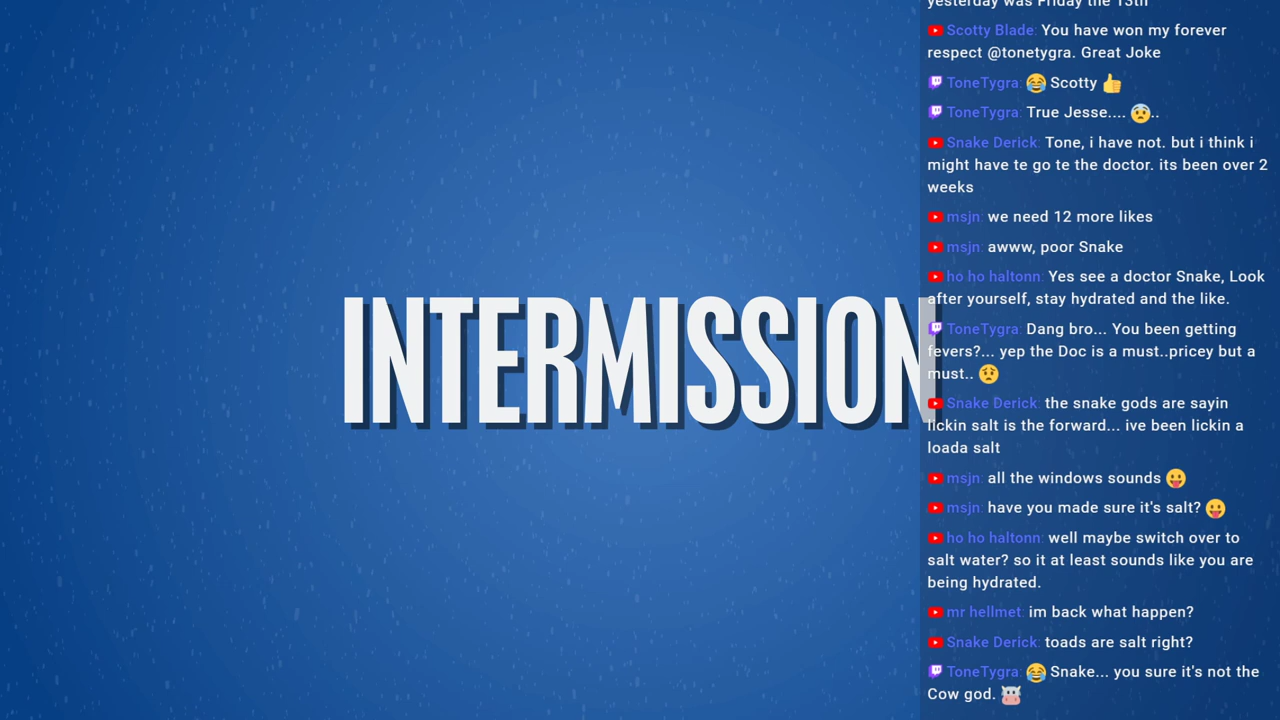 INTERMISSION
yesterday was Friday the 13th
Scotty Blade: You have won my forever
respect @tonetygra. Great Joke
ToneTygra: 😂 Scotty 👍
ToneTygra: True Jesse.... 😰..
Snake Derick: Tone, i have not. but i think i
might have te go te the doctor. its been over 2
weeks
msjn: we need 12 more likes
msjn: awww, poor Snake
ho ho haltonn: Yes see a doctor Snake, Look
after yourself, stay hydrated and the like.
ToneTygra: Dang bro... You been getting
fevers?... yep the Doc is a must..pricey but a
must.. 😟
Snake Derick: the snake gods are sayin
lickin salt is the forward... ive been lickin a
loada salt
msjn: all the windows sounds 😛
msjn: have you made sure it's salt? 😛
ho ho haltonn: well maybe switch over to
salt water? so it at least sounds like you are
being hydrated.
mr hellmet: im back what happen?
Snake Derick: toads are salt right?
ToneTygra: 😂 Snake... you sure it's not the
Cow god. 🐮